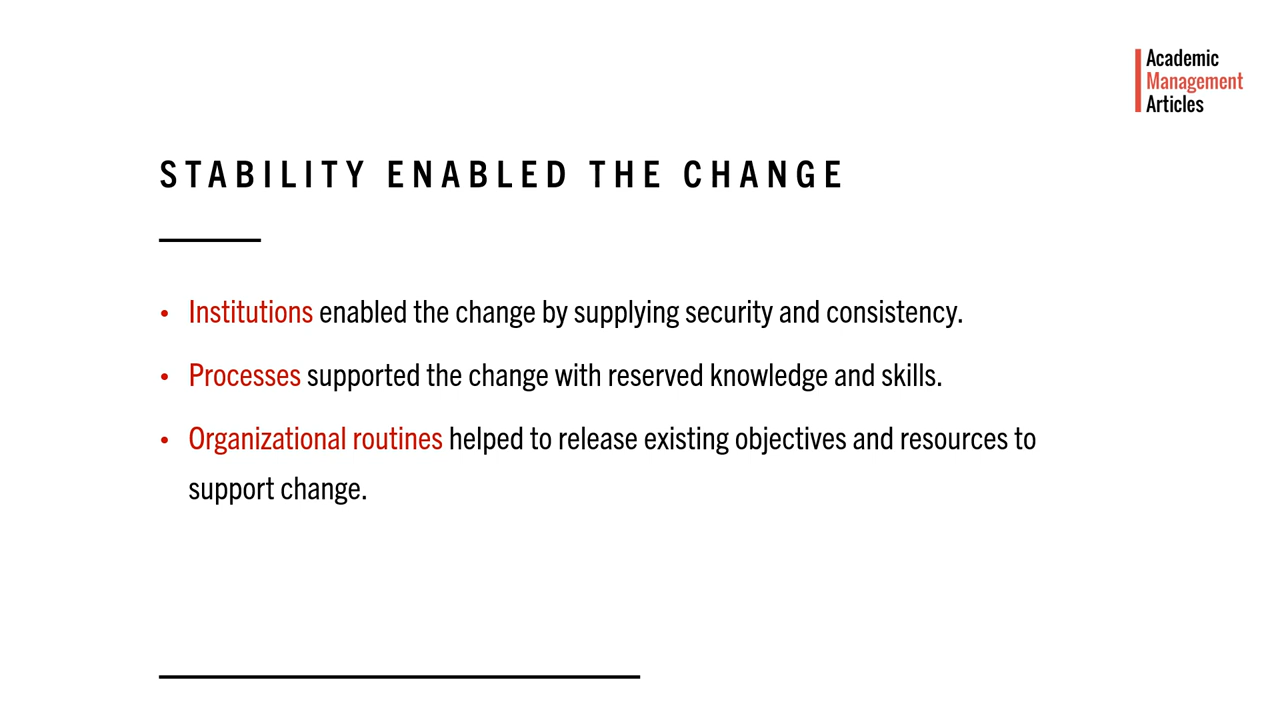 Academic
Management
Articles
STABILITY ENABLED THE CHANGE
• Institutions enabled the change by supplying security and consistency.
• Processes supported the change with reserved knowledge and skills.
• Organizational routines helped to release existing objectives and resources to
support change.